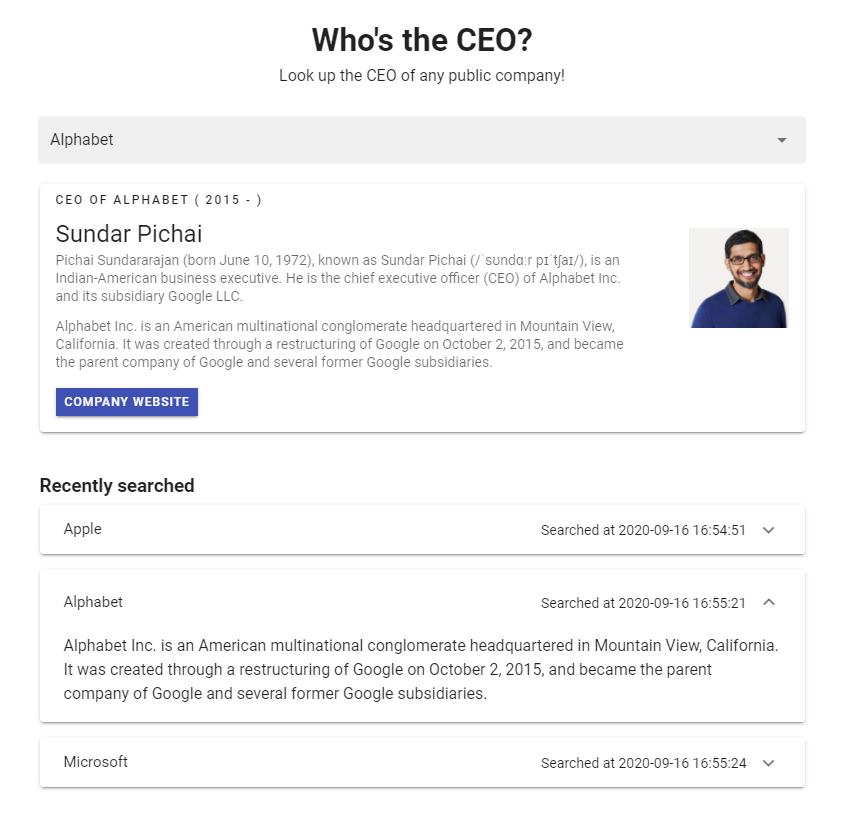 Who's the CEO?
Look up the CEO of any public company!
Alphabet
CEO OF ALPHABET ( 2015 - )
Sundar Pichai
Pichai Sundararajan (born June 10, 1972), known as Sundar Pichai (/ˈsʊndɑːr pɪˈtʃaɪ/), is an
Indian-American business executive. He is the chief executive officer (CEO) of Alphabet Inc.
and its subsidiary Google LLC.
Alphabet Inc. is an American multinational conglomerate headquartered in Mountain View,
California. It was created through a restructuring of Google on October 2, 2015, and became
the parent company of Google and several former Google subsidiaries.
COMPANY WEBSITE
Recently searched
Apple Searched at 2020-09-16 16:54:51
Alphabet Searched at 2020-09-16 16:55:21
Alphabet Inc. is an American multinational conglomerate headquartered in Mountain View, California.
It was created through a restructuring of Google on October 2, 2015, and became the parent
company of Google and several former Google subsidiaries.
Microsoft Searched at 2020-09-16 16:55:24